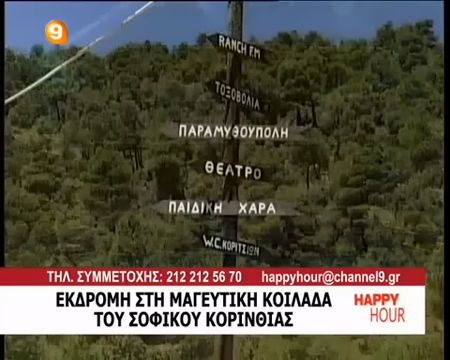 9
RANCH F.M.
ΤΟΞΟΒΟΛΙΑ
ΠΑΡΑΜΥΘΟΥΠΟΛΗ
ΘΕΑΤΡΟ
ΠΑΙΔΙΚΗ ΧΑΡΑ
W.C. ΚΟΡΙΤΣΙΩΝ
ΤΗΛ. ΣΥΜΜΕΤΟΧΗΣ: 212 212 56 70 happyhour@channel9.gr
ΕΚΔΡΟΜΗ ΣΤΗ ΜΑΓΕΥΤΙΚΗ ΚΟΙΛΑΔΑ
ΤΟΥ ΣΟΦΙΚΟΥ ΚΟΡΙΝΘΙΑΣ
HAPPY
HOUR